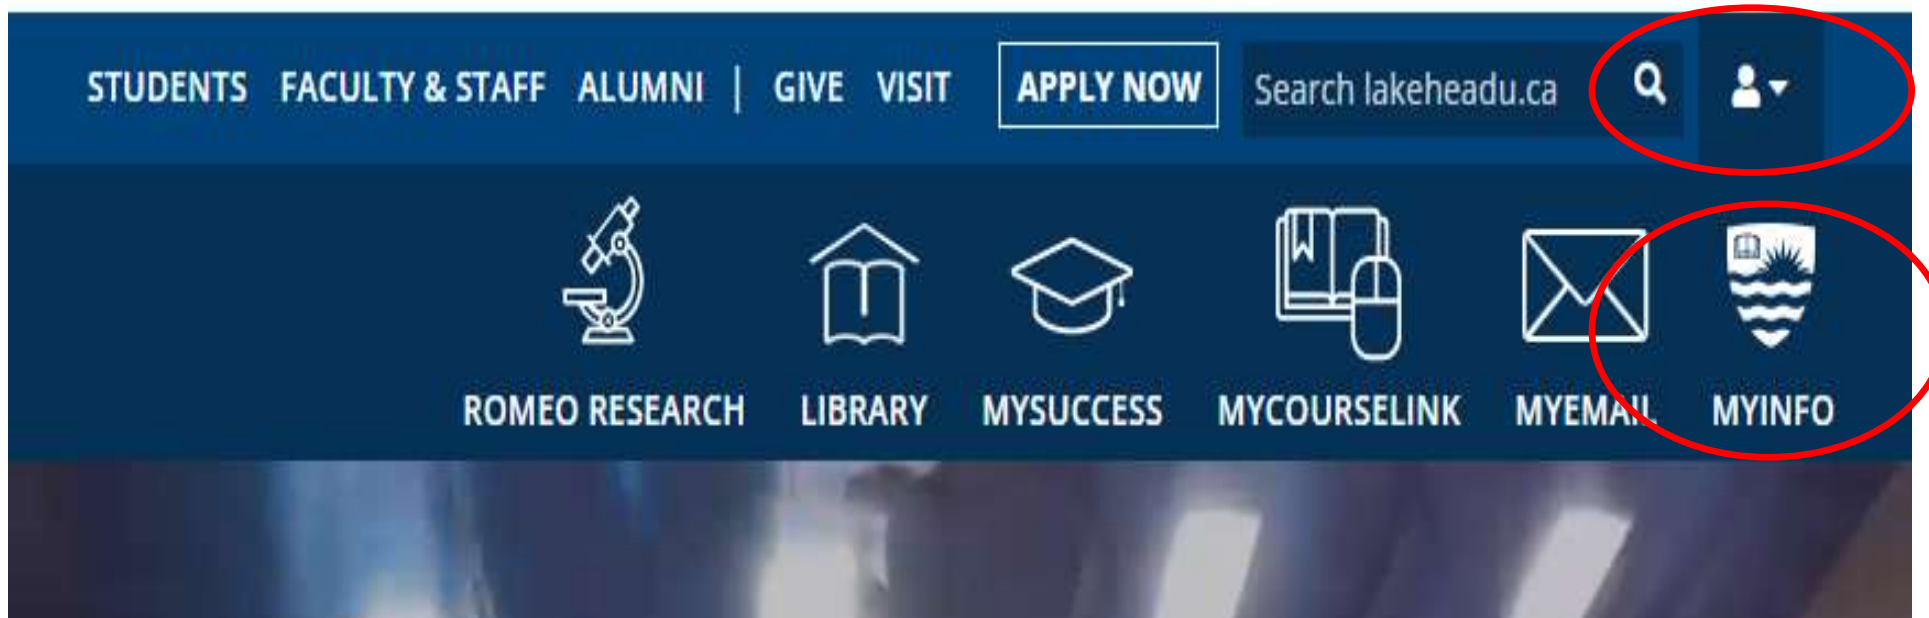 STUDENTS FACULTY & STAFF ALUMNI | GIVE VISIT APPLY NOW Search lakeheadu.ca
ROMEO RESEARCH LIBRARY MYSUCCESS MYCOURSELINK MYEMAIL MYINFO